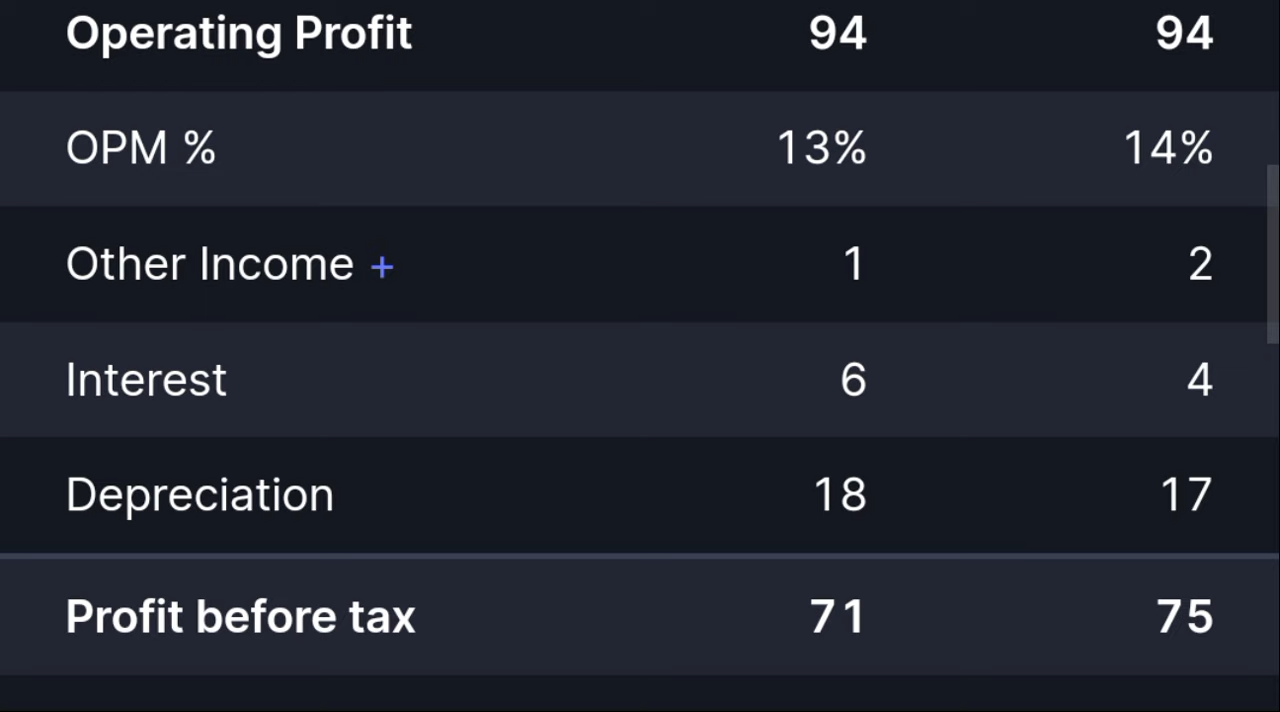 Operating Profit 94 94
OPM % 13% 14%
Other Income + 1 2
Interest 6 4
Depreciation 18 17
Profit before tax 71 75